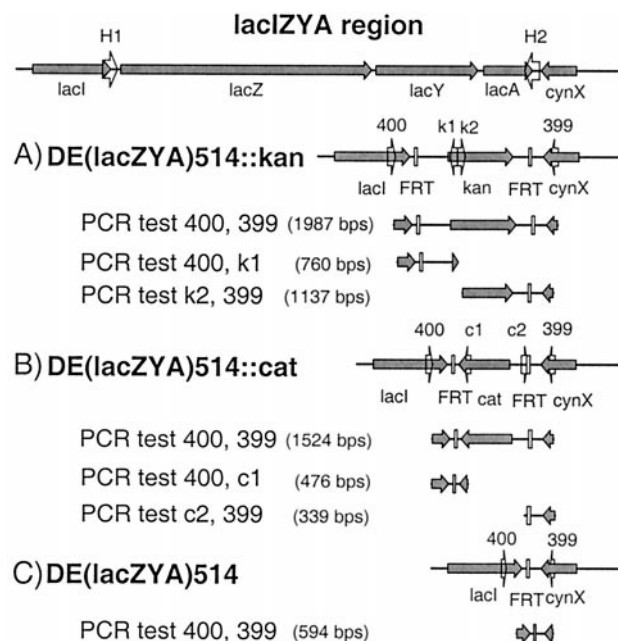 lacIZYA region
H1 H2
lacI lacZ lacY lacA cynX
A) DE(lacZYA)514::kan
400 k1 k2 399
lacI FRT kan FRT cynX
PCR test 400, 399 (1987 bps)
PCR test 400, k1 (760 bps)
PCR test k2, 399 (1137 bps)
B) DE(lacZYA)514::cat
400 c1 c2 399
lacI FRT cat FRT cynX
PCR test 400, 399 (1524 bps)
PCR test 400, c1 (476 bps)
PCR test c2, 399 (339 bps)
C) DE(lacZYA)514
400 399
lacI FRT cynX
PCR test 400, 399 (594 bps)